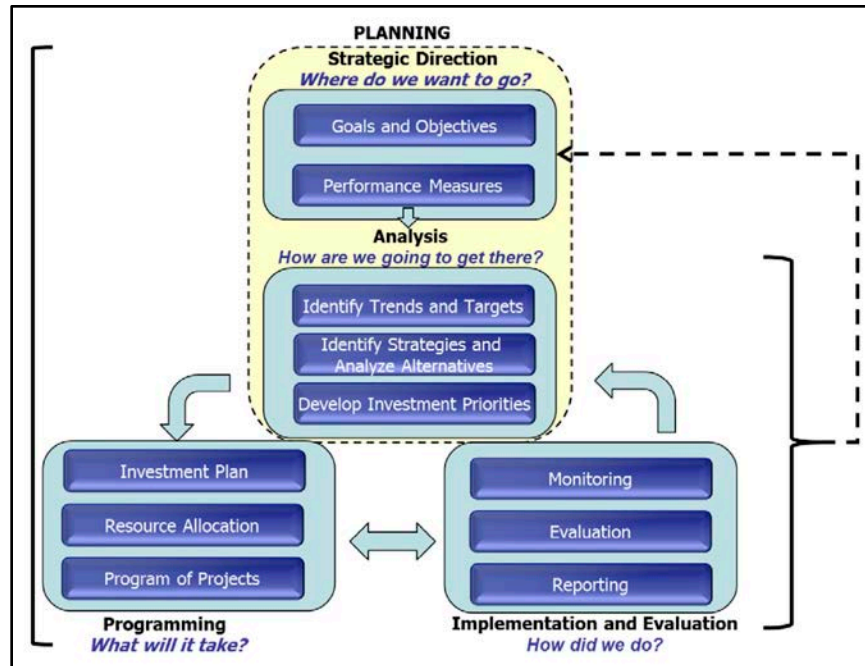 PLANNING
Strategic Direction
Where do we want to go?
Goals and Objectives
Performance Measures
Analysis
How are we going to get there?
Identify Trends and Targets
Identify Strategies and
Analyze Alternatives
Develop Investment Priorities
Investment Plan
Resource Allocation
Program of Projects
Programming
What will it take?
Monitoring
Evaluation
Reporting
Implementation and Evaluation
How did we do?